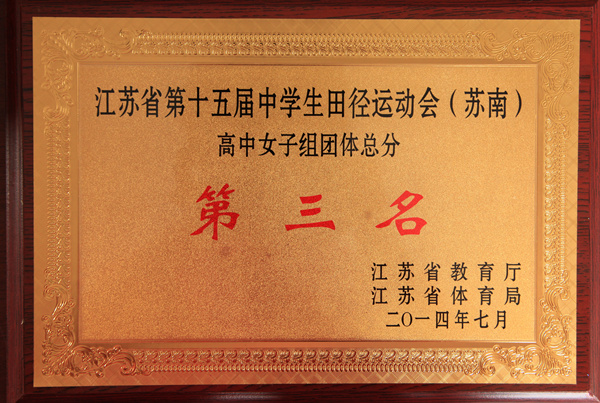 江苏省第十五届中学生田径运动会（苏南）
高中女子组团体总分
第三名
江苏省教育厅
江苏省体育局
二〇一四年七月